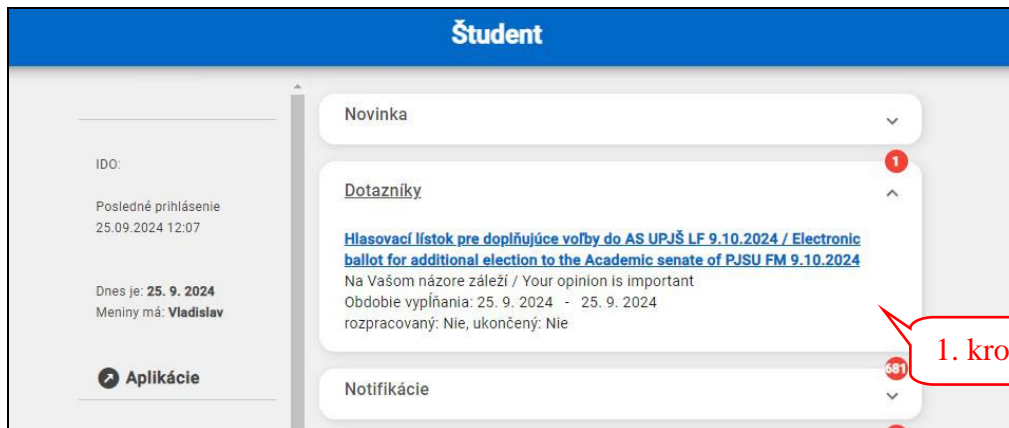 Študent
Novinka
IDO:
Posledné prihlásenie
25.09.2024 12:07
Dnes je: 25. 9. 2024
Meniny má: Vladislav
Aplikácie
1
Dotazníky
Hlasovací lístok pre doplňujúce voľby do AS UPJŠ LF 9.10.2024 / Electronic
ballot for additional election to the Academic senate of PJSU FM 9.10.2024
Na Vašom názore záleží / Your opinion is important
Obdobie vypĺňania: 25. 9. 2024 - 25. 9. 2024
rozpracovaný: Nie, ukončený: Nie
1. kro
681
Notifikácie